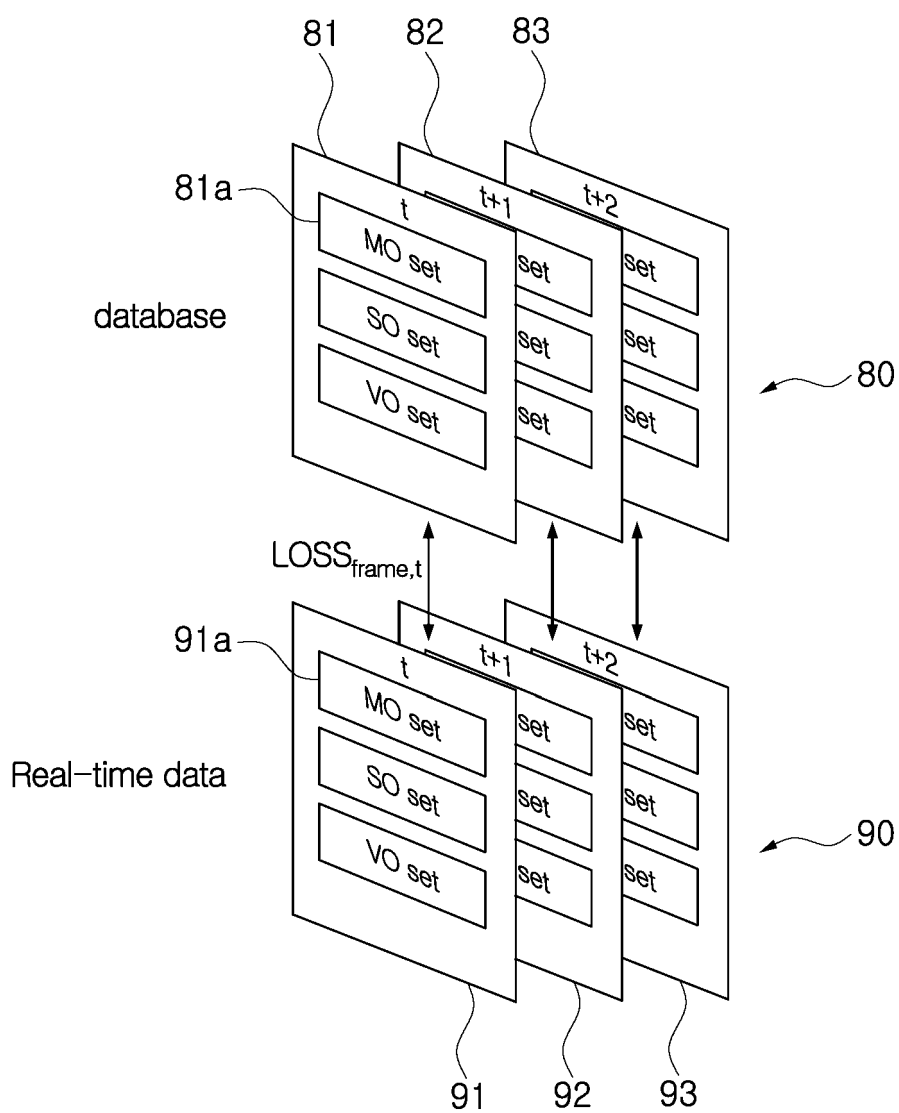 81
82
83
81a
t
t+1
t+2
MO set
set
set
SO set
set
set
VO set
set
set
database
80
LOSSframe,t
91a
t
t+1
t+2
MO set
set
set
SO set
set
set
VO set
set
set
Real-time data
90
91
92
93